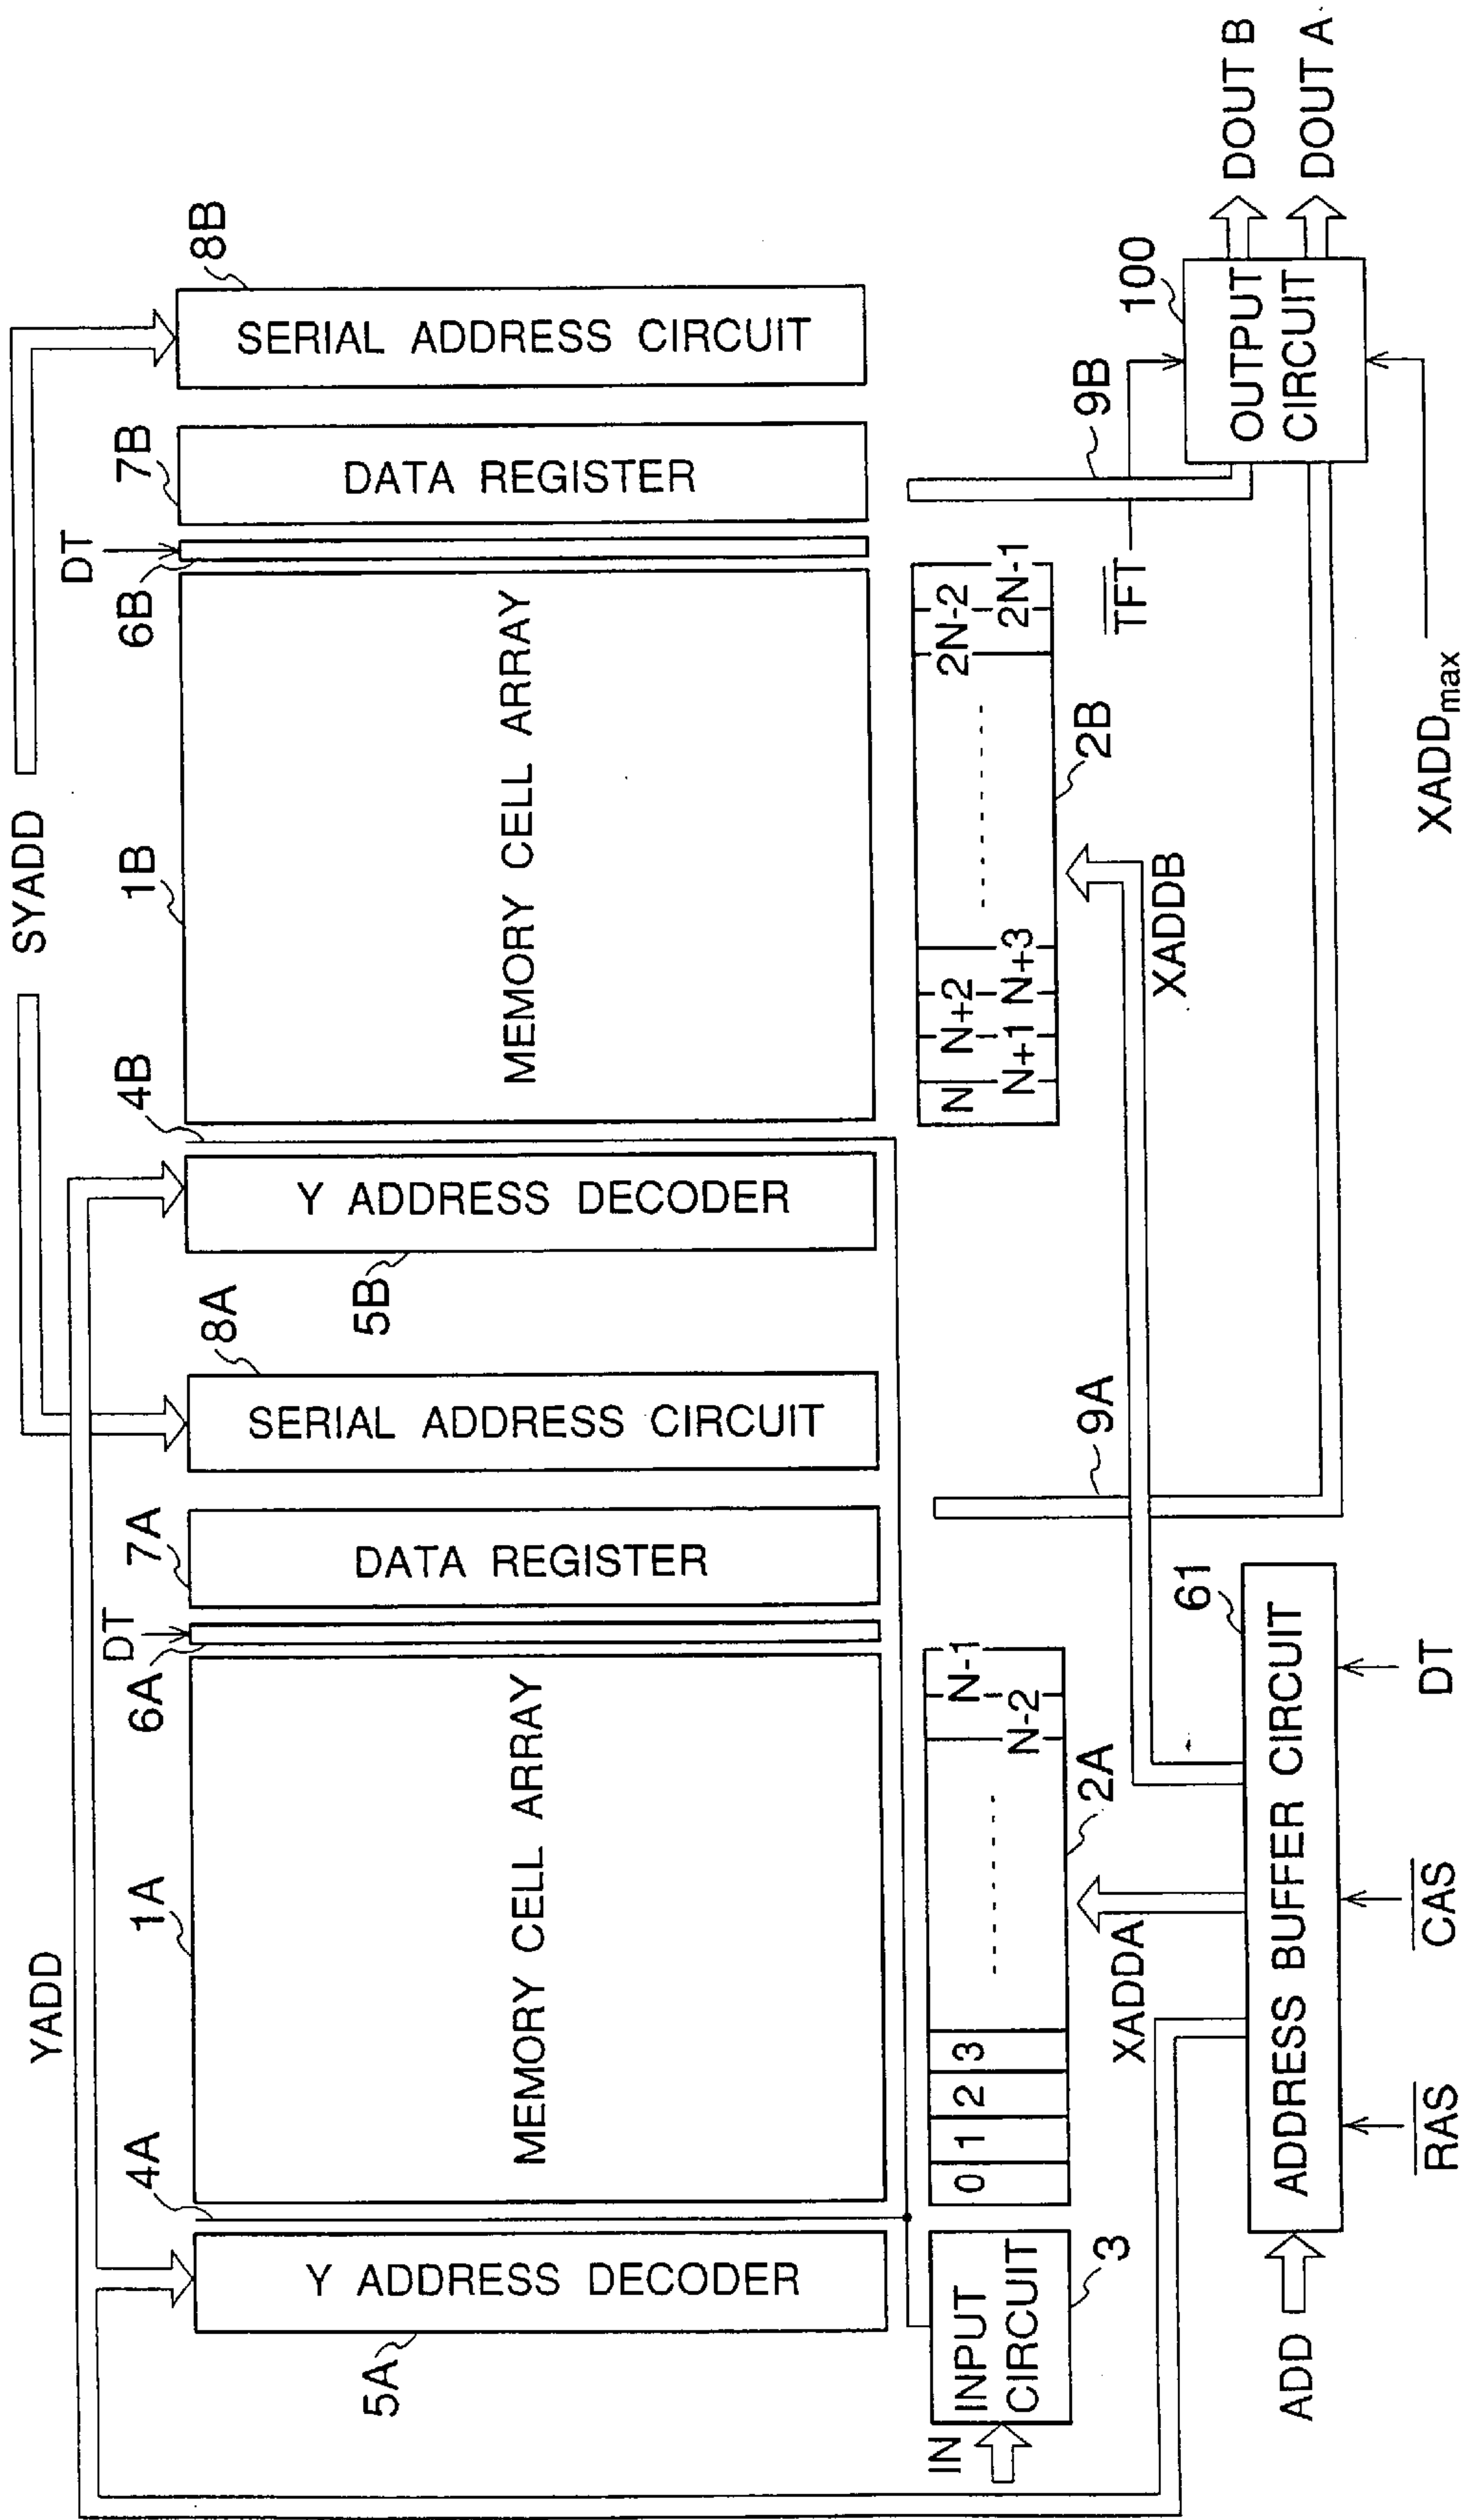 SYADD
YADD
4A
1A
DT
6A
7A
8A
4B
1B
DT
6B
7B
8B
Y ADDRESS DECODER
MEMORY CELL ARRAY
DATA REGISTER
SERIAL ADDRESS CIRCUIT
Y ADDRESS DECODER
MEMORY CELL ARRAY
DATA REGISTER
SERIAL ADDRESS CIRCUIT
5A
5B
IN
INPUT
CIRCUIT
3
0 1 2 3
N-2
N-1
2A
N
N+1
N+2
N+3
2N-2
2N-1
2B
XADDA
XADDB
9A
9B
TFT
100
OUTPUT
CIRCUIT
DOUT B
DOUT A
ADD
ADDRESS BUFFER CIRCUIT
61
RAS
CAS
DT
XADDmax